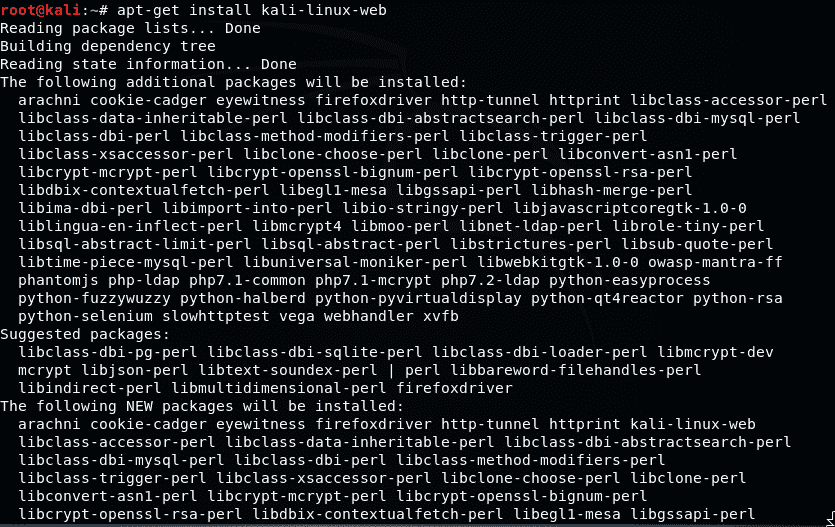 root@kali:~# apt-get install kali-linux-web
Reading package lists... Done
Building dependency tree
Reading state information... Done
The following additional packages will be installed:
  arachni cookie-cadger eyewitness firefoxdriver http-tunnel httprint libclass-accessor-perl
  libclass-data-inheritable-perl libclass-dbi-abstractsearch-perl libclass-dbi-mysql-perl
  libclass-dbi-perl libclass-method-modifiers-perl libclass-trigger-perl
  libclass-xsaccessor-perl libclone-choose-perl libclone-perl libconvert-asn1-perl
  libcrypt-mcrypt-perl libcrypt-openssl-bignum-perl libcrypt-openssl-rsa-perl
  libdbix-contextualfetch-perl libegl1-mesa libgssapi-perl libhash-merge-perl
  libima-dbi-perl libimport-into-perl libio-stringy-perl libjavascriptcoregtk-1.0-0
  liblingua-en-inflect-perl libmcrypt4 libmoo-perl libnet-ldap-perl librole-tiny-perl
  libsql-abstract-limit-perl libsql-abstract-perl libstrictures-perl libsub-quote-perl
  libtime-piece-mysql-perl libuniversal-moniker-perl libwebkitgtk-1.0-0 owasp-mantra-ff
  phantomjs php-ldap php7.1-common php7.1-mcrypt php7.2-ldap python-easyprocess
  python-fuzzywuzzy python-halberd python-pyvirtualdisplay python-qt4reactor python-rsa
  python-selenium slowhttptest vega webhandler xvfb
Suggested packages:
  libclass-dbi-pg-perl libclass-dbi-sqlite-perl libclass-dbi-loader-perl libmcrypt-dev
  mcrypt libjson-perl libtext-soundex-perl | perl libbareword-filehandles-perl
  libindirect-perl libmultidimensional-perl firefoxdriver
The following NEW packages will be installed:
  arachni cookie-cadger eyewitness firefoxdriver http-tunnel httprint kali-linux-web
  libclass-accessor-perl libclass-data-inheritable-perl libclass-dbi-abstractsearch-perl
  libclass-dbi-mysql-perl libclass-dbi-perl libclass-method-modifiers-perl
  libclass-trigger-perl libclass-xsaccessor-perl libclone-choose-perl libclone-perl
  libconvert-asn1-perl libcrypt-mcrypt-perl libcrypt-openssl-bignum-perl
  libcrypt-openssl-rsa-perl libdbix-contextualfetch-perl libegl1-mesa libgssapi-perl